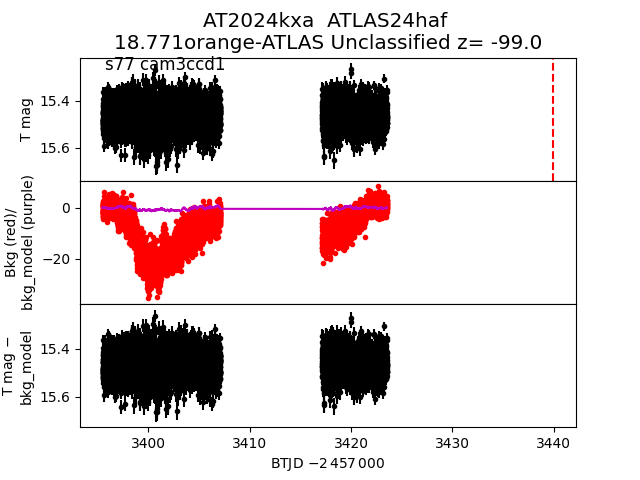 AT2024kxa  ATLAS24haf
18.771orange-ATLAS Unclassified z= -99.0
s77 cam3ccd1
T mag
15.4
15.6
Bkg (red)/
bkg_model (purple)
0
−20
T mag −
bkg_model
15.4
15.6
3400
3410
3420
3430
3440
BTJD −2 457 000